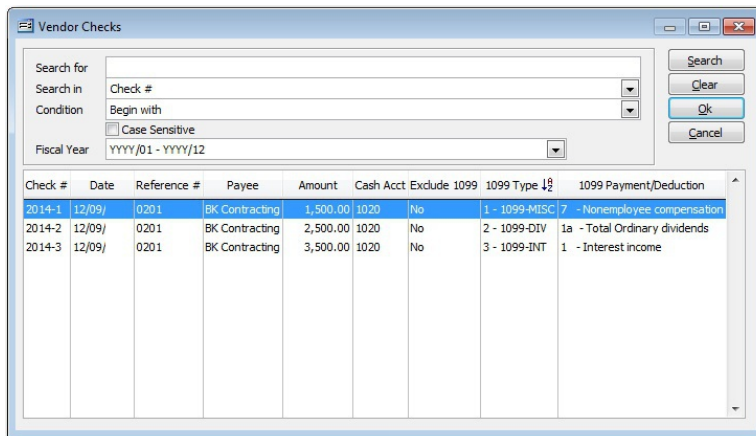 Vendor Checks
Search for
Search
Search in Check #
Clear
Condition Begin with
Ok
Case Sensitive
Cancel
Fiscal Year YYYY/01 - YYYY/12
Check # Date Reference # Payee Amount Cash Acct Exclude 1099 1099 Type 1099 Payment/Deduction
2014-1 12/09/ 0201 BK Contracting 1,500.00 1020 No 1 - 1099-MISC 7 - Nonemployee compensation
2014-2 12/09/ 0201 BK Contracting 2,500.00 1020 No 2 - 1099-DIV 1a - Total Ordinary dividends
2014-3 12/09/ 0201 BK Contracting 3,500.00 1020 No 3 - 1099-INT 1 - Interest income